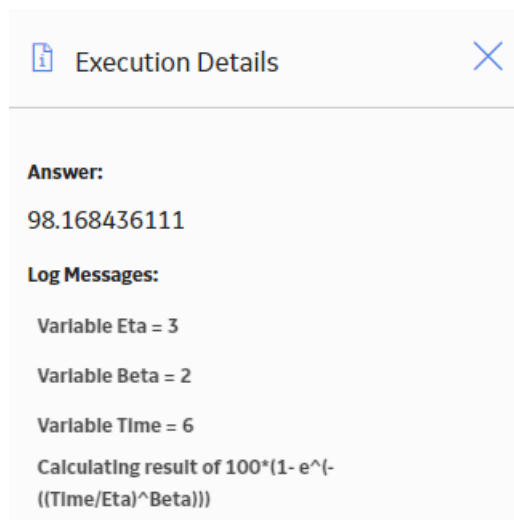 Execution Details
Answer:
98.168436111
Log Messages:
Variable Eta = 3
Variable Beta = 2
Variable Time = 6
Calculating result of 100*(1- e^(-
((Time/Eta)^Beta)))